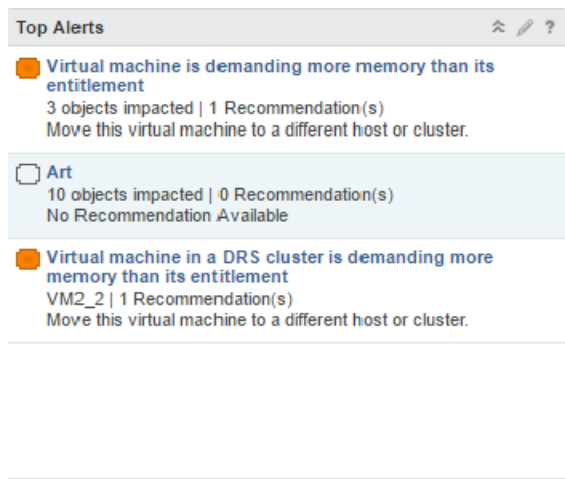 Top Alerts ?
Virtual machine is demanding more memory than its
entitlement
3 objects impacted | 1 Recommendation(s)
Move this virtual machine to a different host or cluster.
Art
10 objects impacted | 0 Recommendation(s)
No Recommendation Available
Virtual machine in a DRS cluster is demanding more
memory than its entitlement
VM2_2 | 1 Recommendation(s)
Move this virtual machine to a different host or cluster.